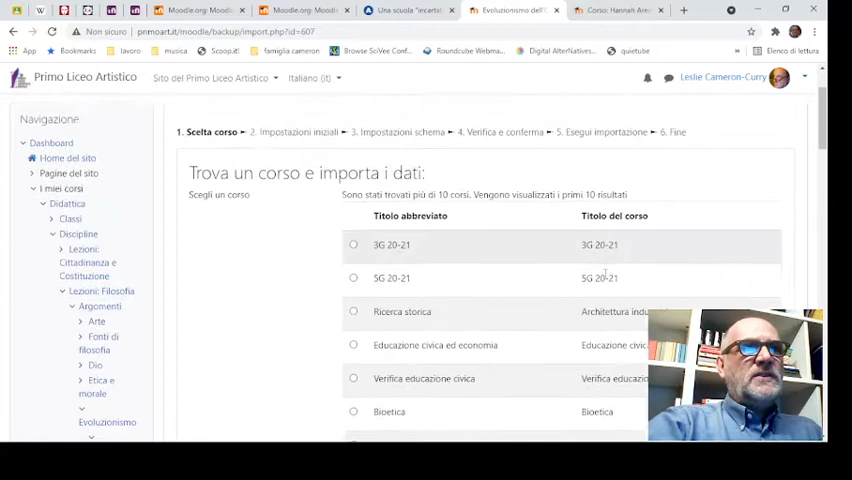 Moodle.org: Moodle
Moodle.org: Moodle
Una scuola "incartat
Evoluzionismo dell'O
Corso: Hannah Aren
Non sicuro primoart.it/moodle/backup/import.php?id=607
App Bookmarks lavoro musica Scoop.it! famiglia cameron Browse SciVee Comm... Roundcube Webma... Digital AlterNatives... quietube Elenco di lettura
Primo Liceo Artistico Sito del Primo Liceo Artistico Italiano (it) Leslie Cameron-Curry
Navigazione
Dashboard
Home del sito
Pagine del sito
I miei corsi
Didattica
Classi
Discipline
Lezioni:
Cittadinanza e
Costituzione
Lezioni: Filosofia
Argomenti
Arte
Fonti di
filosofia
Dio
Etica e
morale
Evoluzionismo
1. Scelta corso ► 2. Impostazioni iniziali ► 3. Impostazioni schema ► 4. Verifica e conferma ► 5. Esegui importazione ► 6. Fine
Trova un corso e importa i dati:
Scegli un corso
Sono stati trovati più di 10 corsi. Vengono visualizzati i primi 10 risultati
Titolo abbreviato Titolo del corso
3G 20-21 3G 20-21
5G 20-21 5G 20-21
Ricerca storica Architettura indu
Educazione civica ed economia Educazione civica
Verifica educazione civica Verifica educazio
Bioetica Bioetica